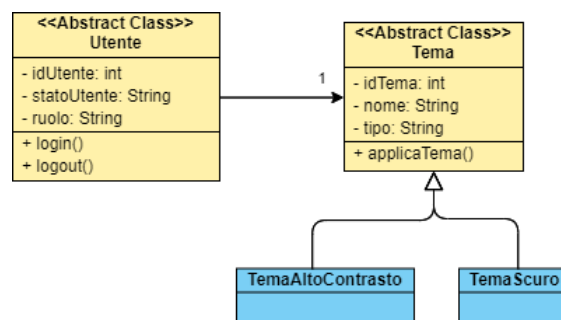 <<Abstract Class>>
Utente
- idUtente: int
- statoUtente: String
- ruolo: String
+ login()
+ logout()
1
<<Abstract Class>>
Tema
- idTema: int
- nome: String
- tipo: String
+ applicaTema()
TemaAltoContrasto
TemaScuro